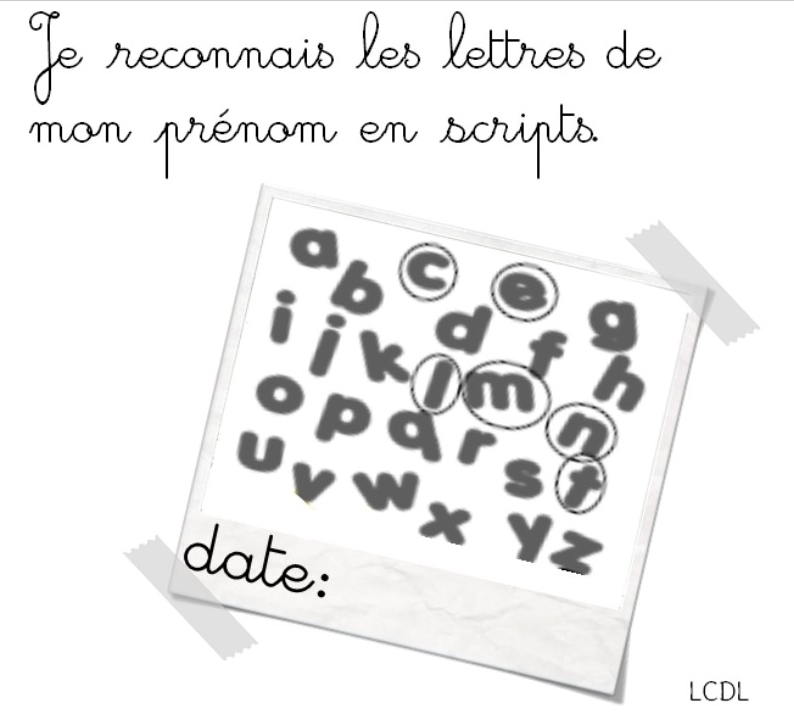 Je reconnais les lettres de
mon prénom en scripts.
a b c e g
i j k d f h
o p q l m n
u v w r s t
x y z
date:
LCDL